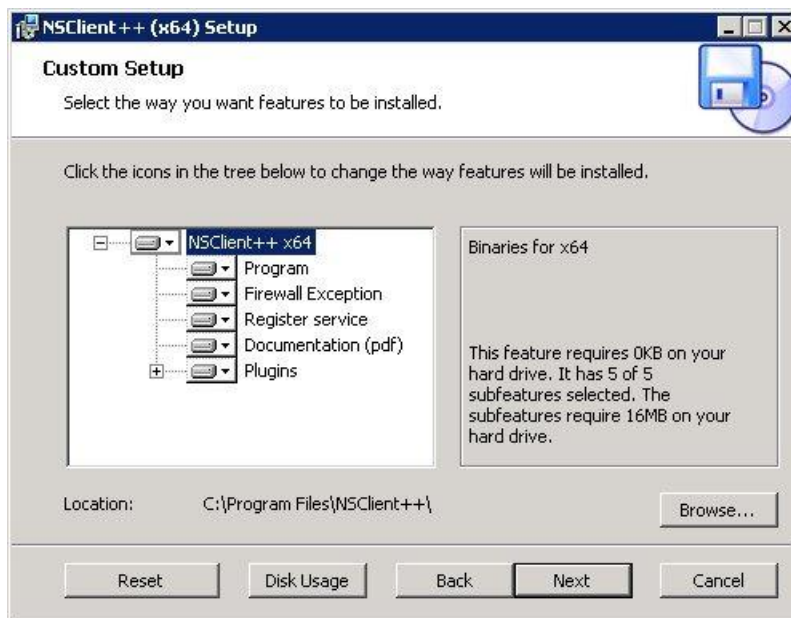 NSClient++ (x64) Setup
Custom Setup
Select the way you want features to be installed.
Click the icons in the tree below to change the way features will be installed.
NSClient++ x64
Program
Firewall Exception
Register service
Documentation (pdf)
Plugins
Binaries for x64
This feature requires 0KB on your
hard drive. It has 5 of 5
subfeatures selected. The
subfeatures require 16MB on your
hard drive.
Location: C:\Program Files\NSClient++\
Browse...
Reset Disk Usage Back Next Cancel